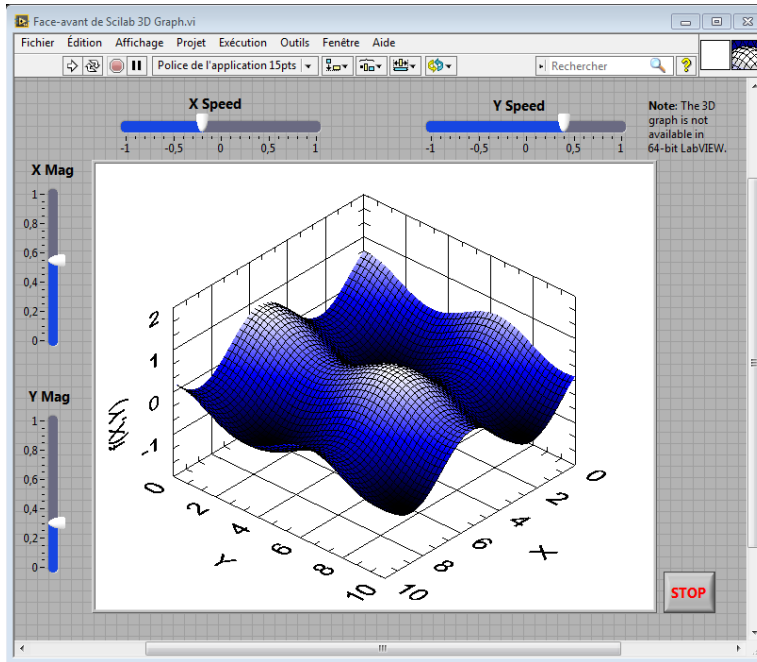 Face-avant de Scilab 3D Graph.vi
Fichier Édition Affichage Projet Exécution Outils Fenêtre Aide
Police de l'application 15pts Rechercher ?
X Speed
-1 -0,5 0 0,5 1
Y Speed
-1 -0,5 0 0,5 1
Note: The 3D
graph is not
available in
64-bit LabVIEW.
X Mag
1
0,8
0,6
0,4
0,2
0
Y Mag
1
0,8
0,6
0,4
0,2
0
2
1
0
-1
f(X,Y)
0 2 4 6 8 10
Y
10 8 6 4 2 0
X
STOP